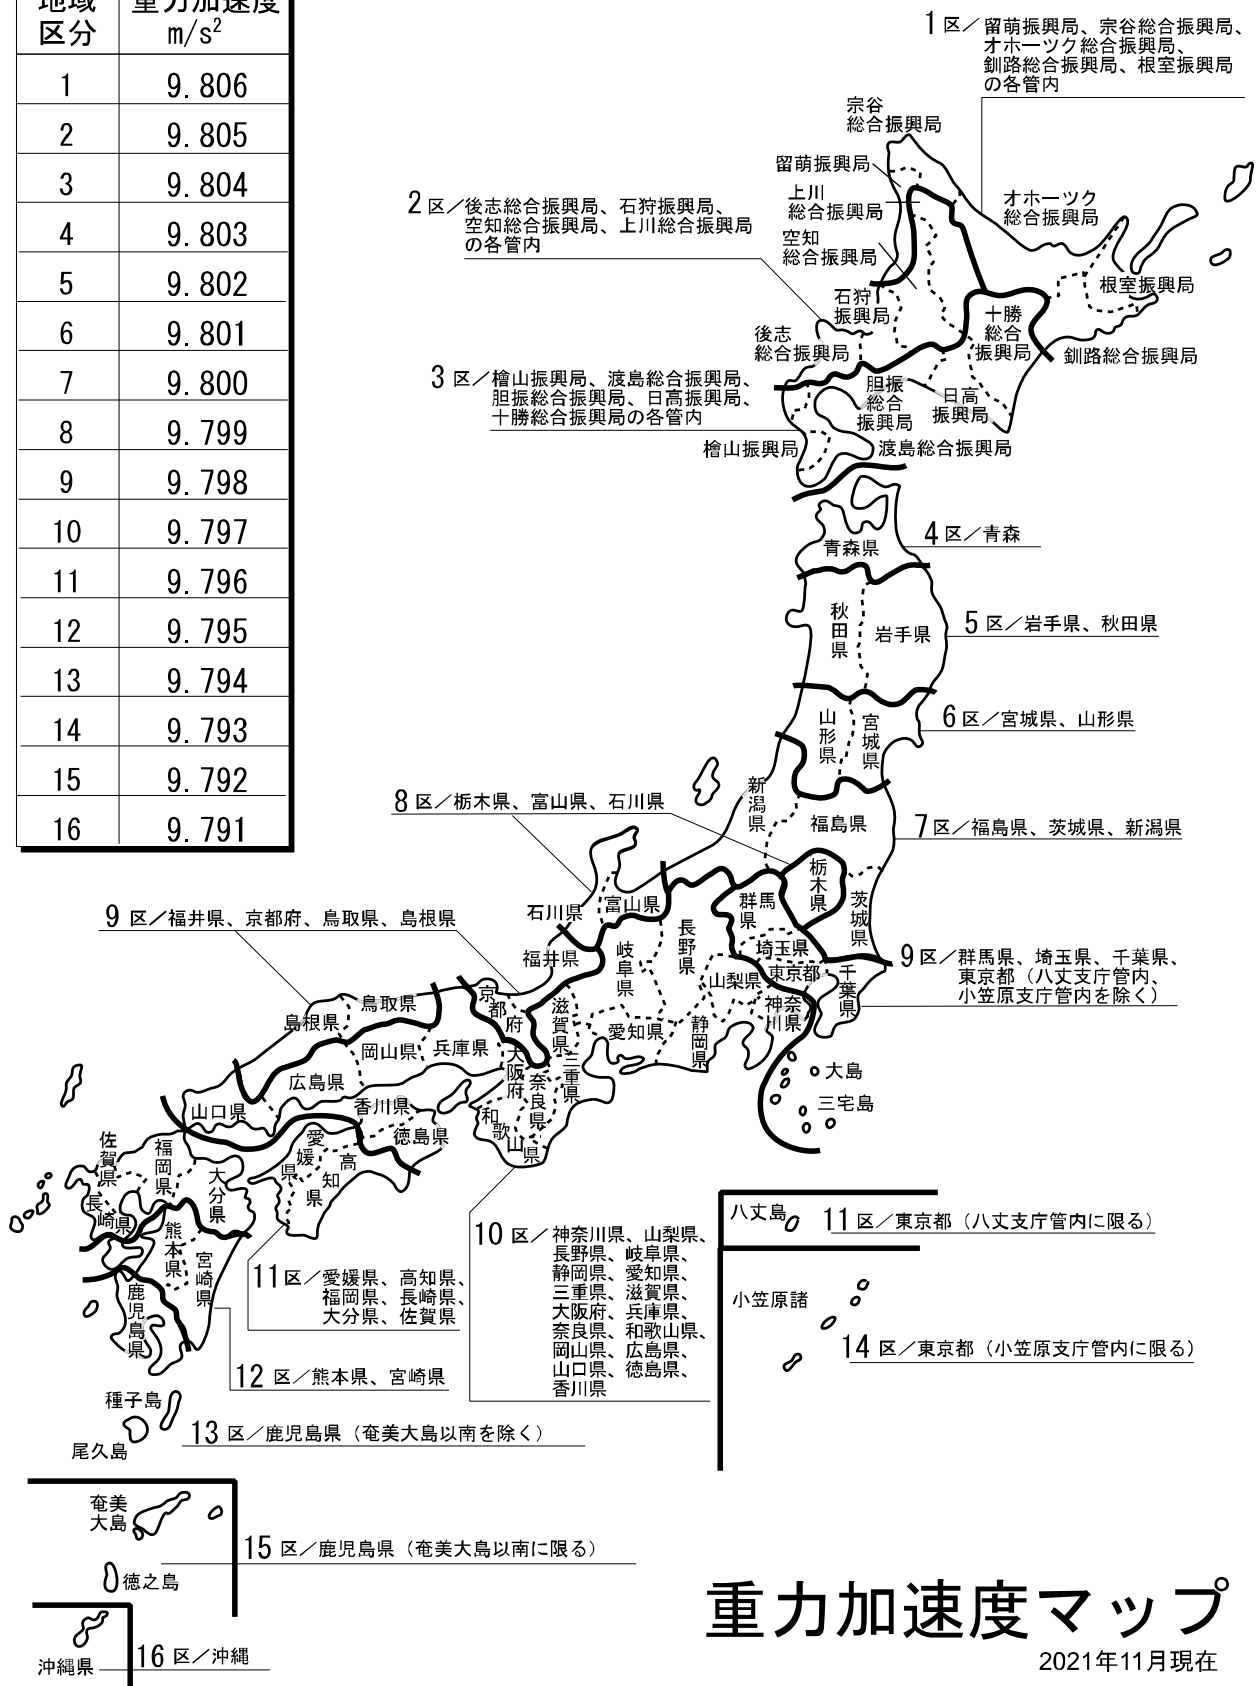 地域 重力加速度
区分 m/s²
1 9.806
2 9.805
3 9.804
4 9.803
5 9.802
6 9.801
7 9.800
8 9.799
9 9.798
10 9.797
11 9.796
12 9.795
13 9.794
14 9.793
15 9.792
16 9.791
1区／留萌振興局、宗谷総合振興局、
オホーツク総合振興局、
釧路総合振興局、根室振興局
の各管内
宗谷
総合振興局
留萌振興局
上川
総合振興局
空知
総合振興局
オホーツク
総合振興局
2区／後志総合振興局、石狩振興局、
空知総合振興局、上川総合振興局
の各管内
根室振興局
石狩
振興局
十勝
総合
振興局
後志
総合振興局
釧路総合振興局
3区／檜山振興局、渡島総合振興局、
胆振総合振興局、日高振興局、
十勝総合振興局の各管内
胆振
総合
振興局
日高
振興局
檜山振興局
渡島総合振興局
青森県
4区／青森
秋田県
岩手県
5区／岩手県、秋田県
山形県
宮城県
6区／宮城県、山形県
新潟県
福島県
7区／福島県、茨城県、新潟県
8区／栃木県、富山県、石川県
栃木県
茨城県
群馬県
石川県
富山県
長野県
埼玉県
9区／福井県、京都府、鳥取県、島根県
福井県
岐阜県
山梨県
東京都
千葉県
神奈川県
9区／群馬県、埼玉県、千葉県、
東京都（八丈支庁管内、
小笠原支庁管内を除く）
京都府
滋賀県
愛知県
静岡県
鳥取県
島根県
岡山県
兵庫県
大阪府
三重県
奈良県
和歌山県
広島県
山口県
香川県
徳島県
愛媛県
高知県
大島
三宅島
佐賀県
福岡県
大分県
長崎県
熊本県
宮崎県
鹿児島県
10区／神奈川県、山梨県、
長野県、岐阜県、
静岡県、愛知県、
三重県、滋賀県、
大阪府、兵庫県、
奈良県、和歌山県、
岡山県、広島県、
山口県、徳島県、
香川県
八丈島
11区／東京都（八丈支庁管内に限る）
11区／愛媛県、高知県、
福岡県、長崎県、
大分県、佐賀県
小笠原諸
14区／東京都（小笠原支庁管内に限る）
12区／熊本県、宮崎県
種子島
尾久島
13区／鹿児島県（奄美大島以南を除く）
奄美
大島
徳之島
15区／鹿児島県（奄美大島以南に限る）
沖縄県
16区／沖縄
重力加速度マップ
2021年11月現在